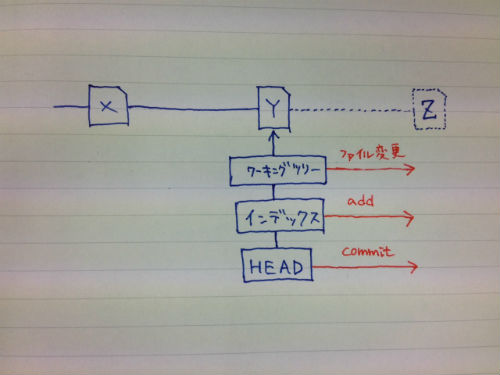 X
Y
Z
ワーキングツリー
ファイル変更
インデックス
add
HEAD
commit